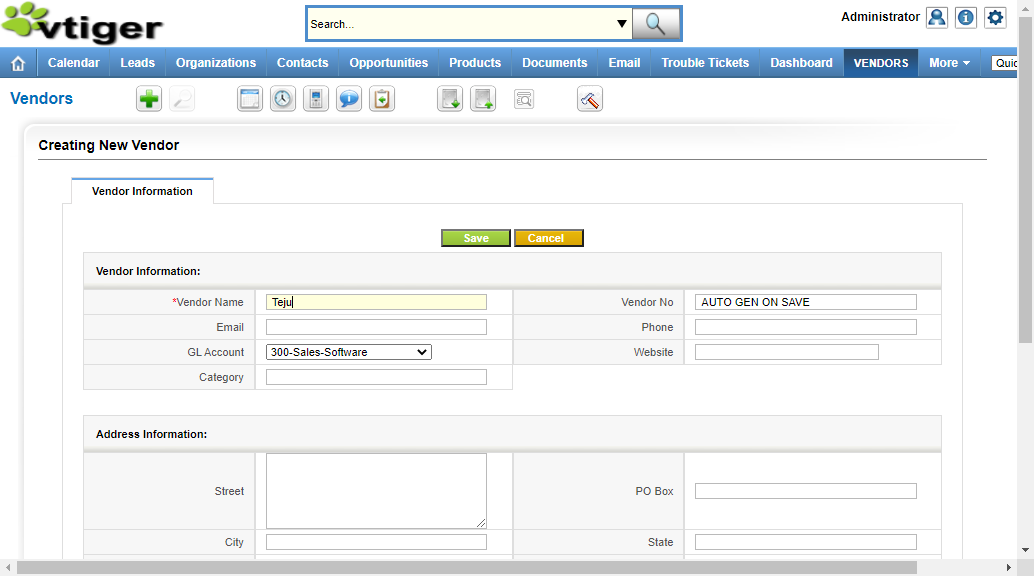 vtiger
Search...
Administrator
Calendar Leads Organizations Contacts Opportunities Products Documents Email Trouble Tickets Dashboard VENDORS More Quic
Vendors
Creating New Vendor
Vendor Information
Save Cancel
Vendor Information:
*Vendor Name Teju Vendor No AUTO GEN ON SAVE
Email Phone
GL Account 300-Sales-Software Website
Category
Address Information:
Street PO Box
City State